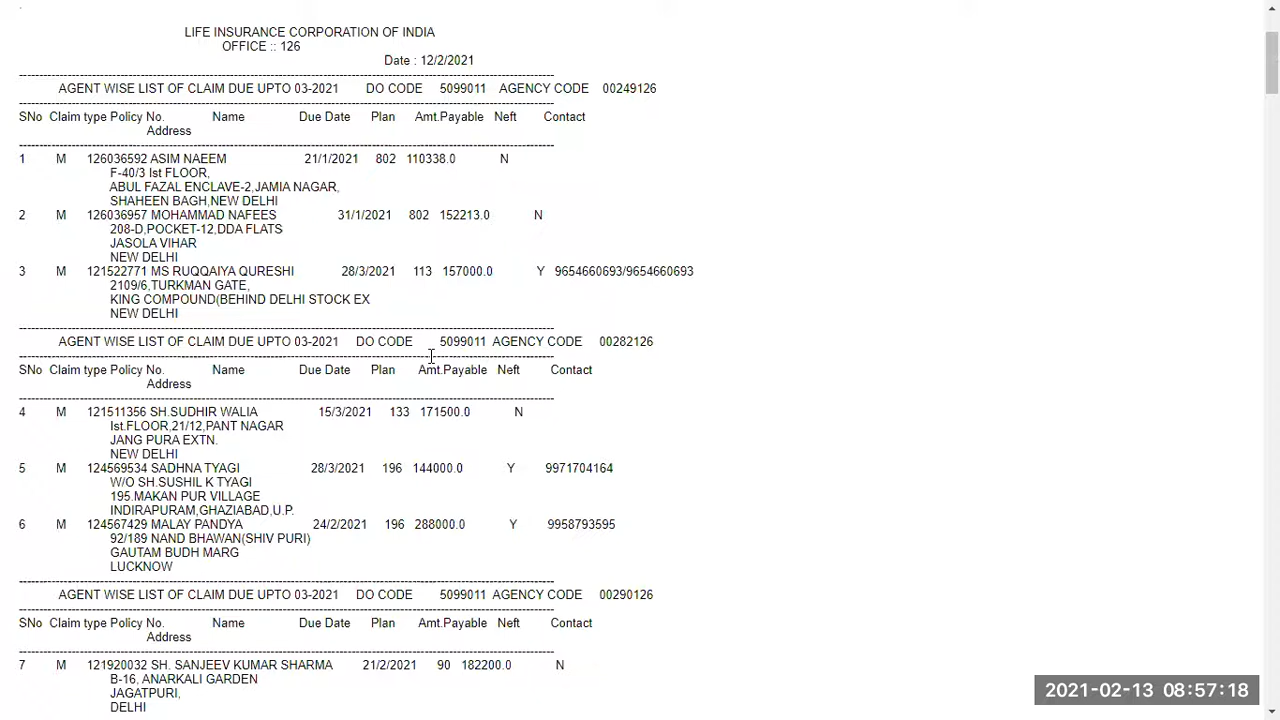 LIFE INSURANCE CORPORATION OF INDIA
OFFICE :: 126
Date : 12/2/2021
AGENT WISE LIST OF CLAIM DUE UPTO 03-2021 DO CODE 5099011 AGENCY CODE 00249126
SNo Claim type Policy No. Name Due Date Plan Amt.Payable Neft Contact
Address
1 M 126036592 ASIM NAEEM 21/1/2021 802 110338.0 N
F-40/3 Ist FLOOR,
ABUL FAZAL ENCLAVE-2,JAMIA NAGAR,
SHAHEEN BAGH,NEW DELHI
2 M 126036957 MOHAMMAD NAFEES 31/1/2021 802 152213.0 N
208-D,POCKET-12,DDA FLATS
JASOLA VIHAR
NEW DELHI
3 M 121522771 MS RUQQAIYA QURESHI 28/3/2021 113 157000.0 Y 9654660693/9654660693
2109/6,TURKMAN GATE,
KING COMPOUND(BEHIND DELHI STOCK EX
NEW DELHI
AGENT WISE LIST OF CLAIM DUE UPTO 03-2021 DO CODE 5099011 AGENCY CODE 00282126
SNo Claim type Policy No. Name Due Date Plan Amt.Payable Neft Contact
Address
4 M 121511356 SH.SUDHIR WALIA 15/3/2021 133 171500.0 N
Ist.FLOOR,21/12,PANT NAGAR
JANG PURA EXTN.
NEW DELHI
5 M 124569534 SADHNA TYAGI 28/3/2021 196 144000.0 Y 9971704164
W/O SH.SUSHIL K TYAGI
195.MAKAN PUR VILLAGE
INDIRAPURAM,GHAZIABAD,U.P.
6 M 124567429 MALAY PANDYA 24/2/2021 196 288000.0 Y 9958793595
92/189 NAND BHAWAN(SHIV PURI)
GAUTAM BUDH MARG
LUCKNOW
AGENT WISE LIST OF CLAIM DUE UPTO 03-2021 DO CODE 5099011 AGENCY CODE 00290126
SNo Claim type Policy No. Name Due Date Plan Amt.Payable Neft Contact
Address
7 M 121920032 SH. SANJEEV KUMAR SHARMA 21/2/2021 90 182200.0 N
B-16, ANARKALI GARDEN
JAGATPURI,
DELHI
2021-02-13 08:57:18